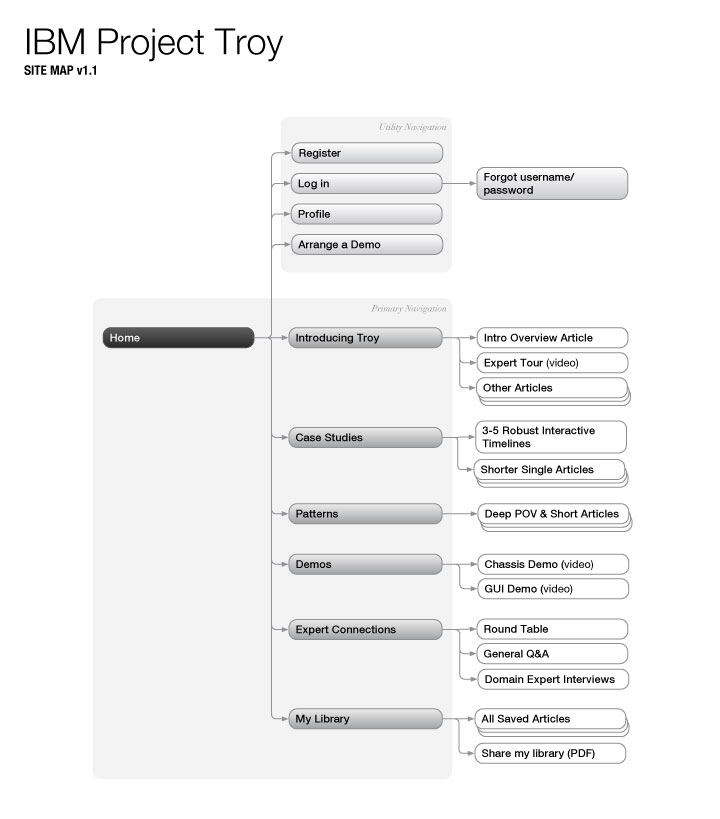 IBM Project Troy
SITE MAP v1.1
Utility Navigation
Register
Log in
Forgot username/
password
Profile
Arrange a Demo
Primary Navigation
Home
Introducing Troy
Intro Overview Article
Expert Tour (video)
Other Articles
Case Studies
3-5 Robust Interactive
Timelines
Shorter Single Articles
Patterns
Deep POV & Short Articles
Demos
Chassis Demo (video)
GUI Demo (video)
Expert Connections
Round Table
General Q&A
Domain Expert Interviews
My Library
All Saved Articles
Share my library (PDF)